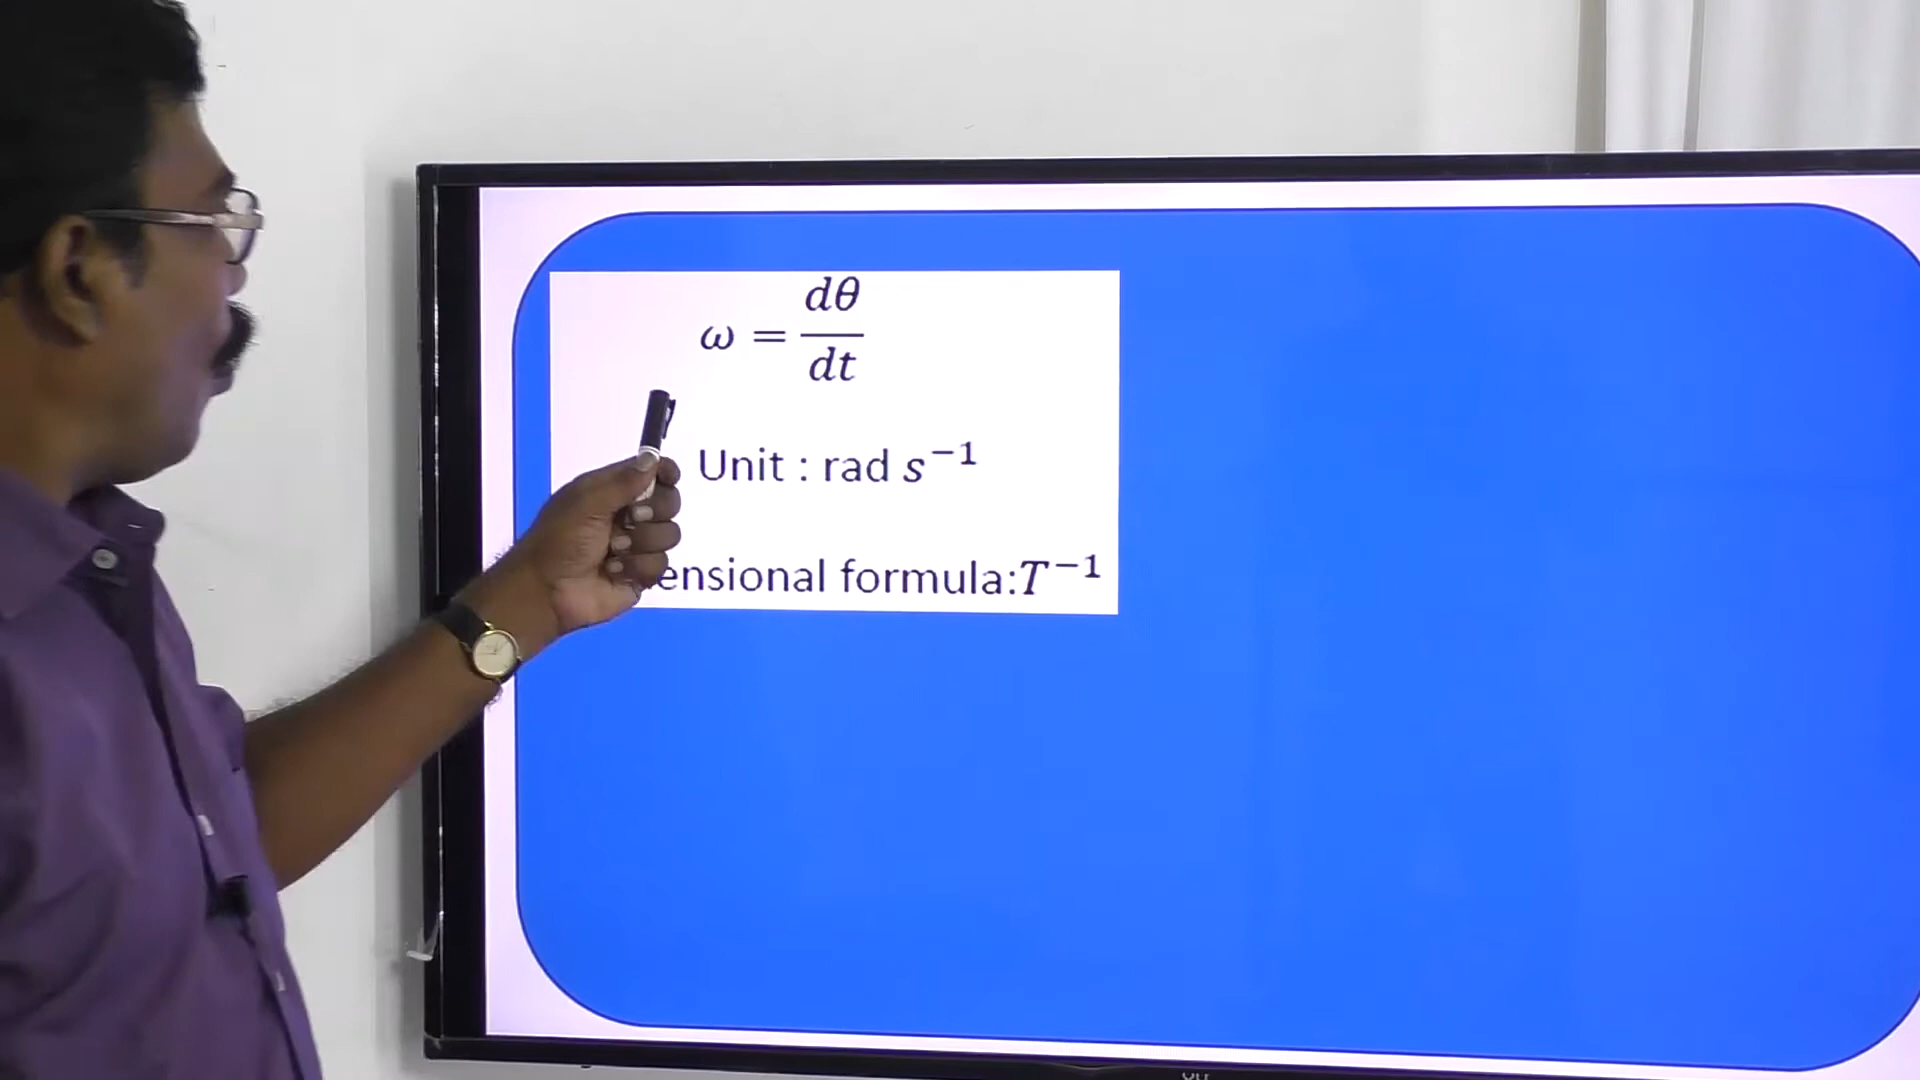 ω = dθ/dt
Unit : rad s⁻¹
ensional formula:T⁻¹